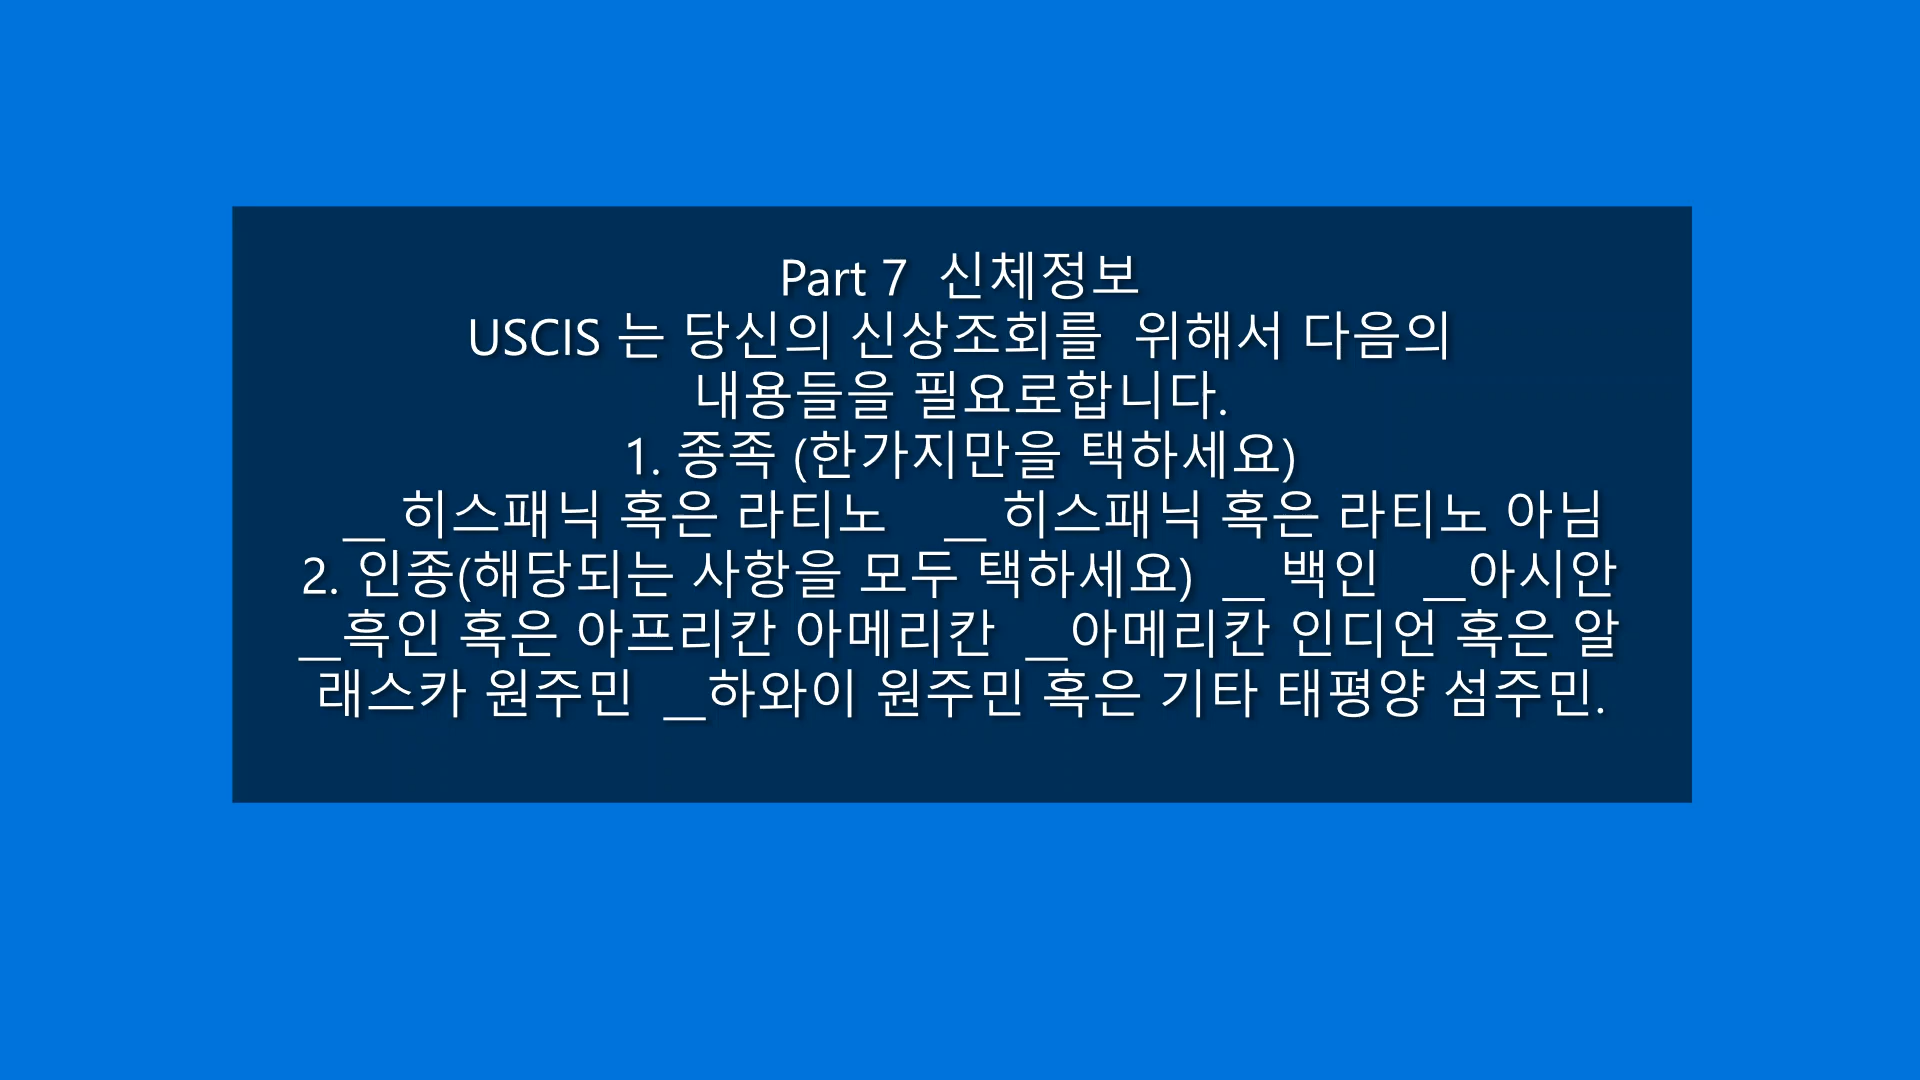 Part 7  신체정보
USCIS 는 당신의 신상조회를  위해서 다음의
내용들을 필요로합니다.
1. 종족 (한가지만을 택하세요)
__ 히스패닉 혹은 라티노    __ 히스패닉 혹은 라티노 아님
2. 인종(해당되는 사항을 모두 택하세요)  __ 백인   __아시안
__흑인 혹은 아프리칸 아메리칸  __아메리칸 인디언 혹은 알
래스카 원주민  __하와이 원주민 혹은 기타 태평양 섬주민.